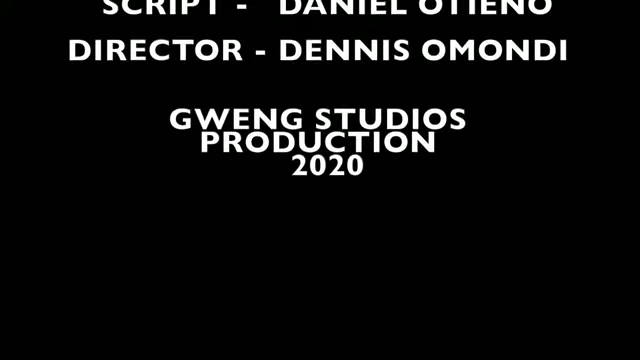 SCRIPT - DANIEL OTIENO
DIRECTOR - DENNIS OMONDI
GWENG STUDIOS
PRODUCTION
2020